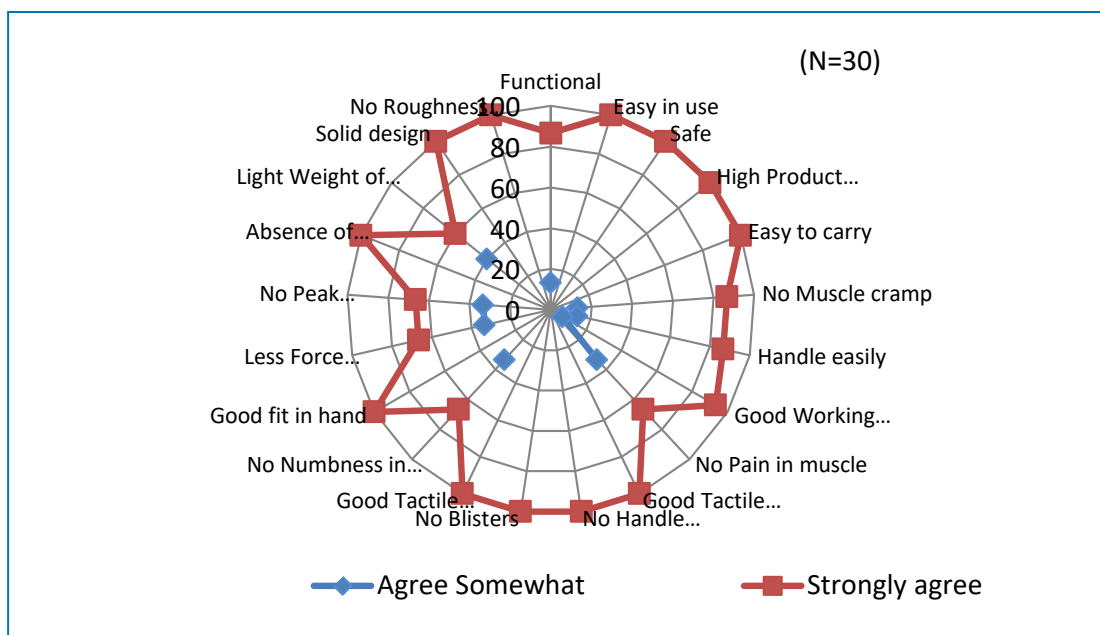 (N=30)
Functional
Easy in use
Safe
High Product...
Easy to carry
No Muscle cramp
Handle easily
Good Working...
No Pain in muscle
Good Tactile...
No Handle...
No Blisters
Good Tactile...
No Numbness in...
Good fit in hand
Less Force...
No Peak...
Absence of...
Light Weight of...
Solid design
No Roughness...
100
80
60
40
20
0
Agree Somewhat
Strongly agree